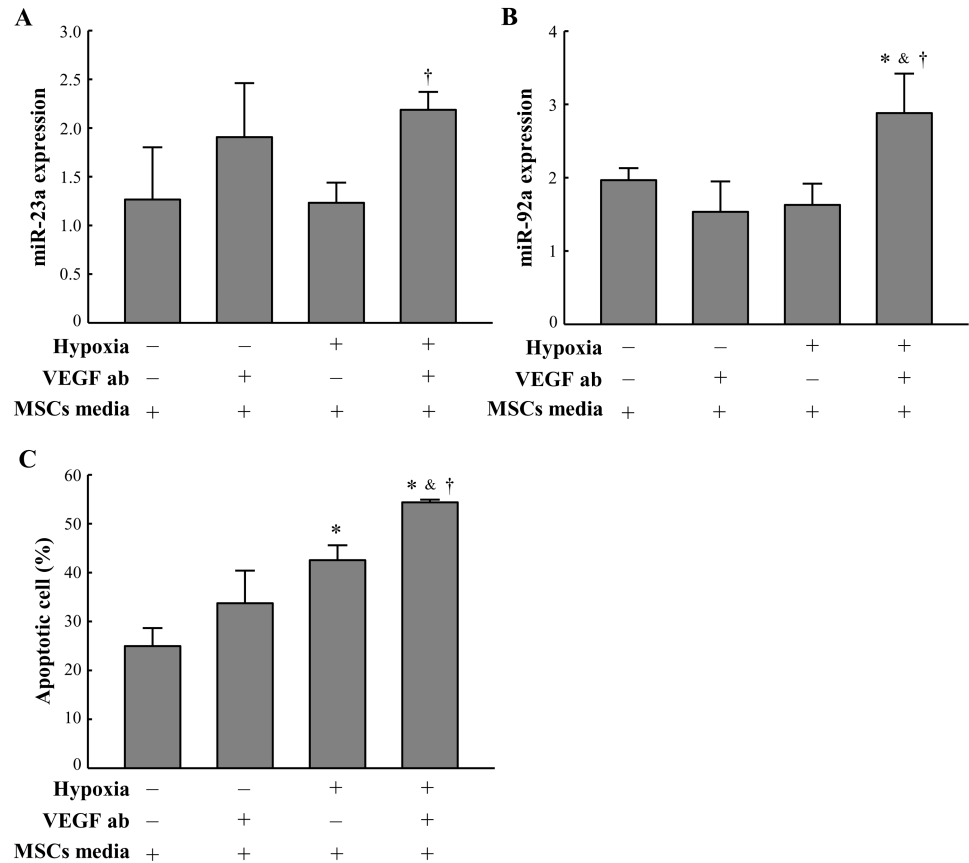 A
miR-23a expression
3.0
2.5
2.0
1.5
1.0
0.5
0
†
Hypoxia – – + +
VEGF ab – + – +
MSCs media + + + +
B
miR-92a expression
4
3
2
1
0
* & †
Hypoxia – – + +
VEGF ab – + – +
MSCs media + + + +
C
Apoptotic cell (%)
60
50
40
30
20
10
0
*
* & †
Hypoxia – – + +
VEGF ab – + – +
MSCs media + + + +